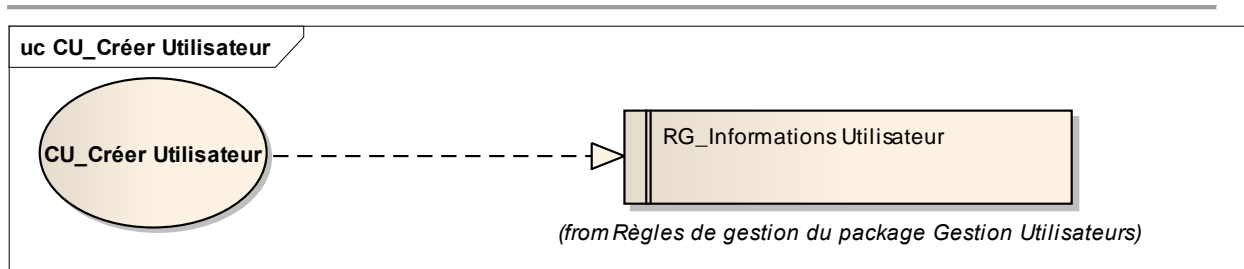 uc CU_Créer Utilisateur
CU_Créer Utilisateur
RG_Informations Utilisateur
(from Règles de gestion du package Gestion Utilisateurs)